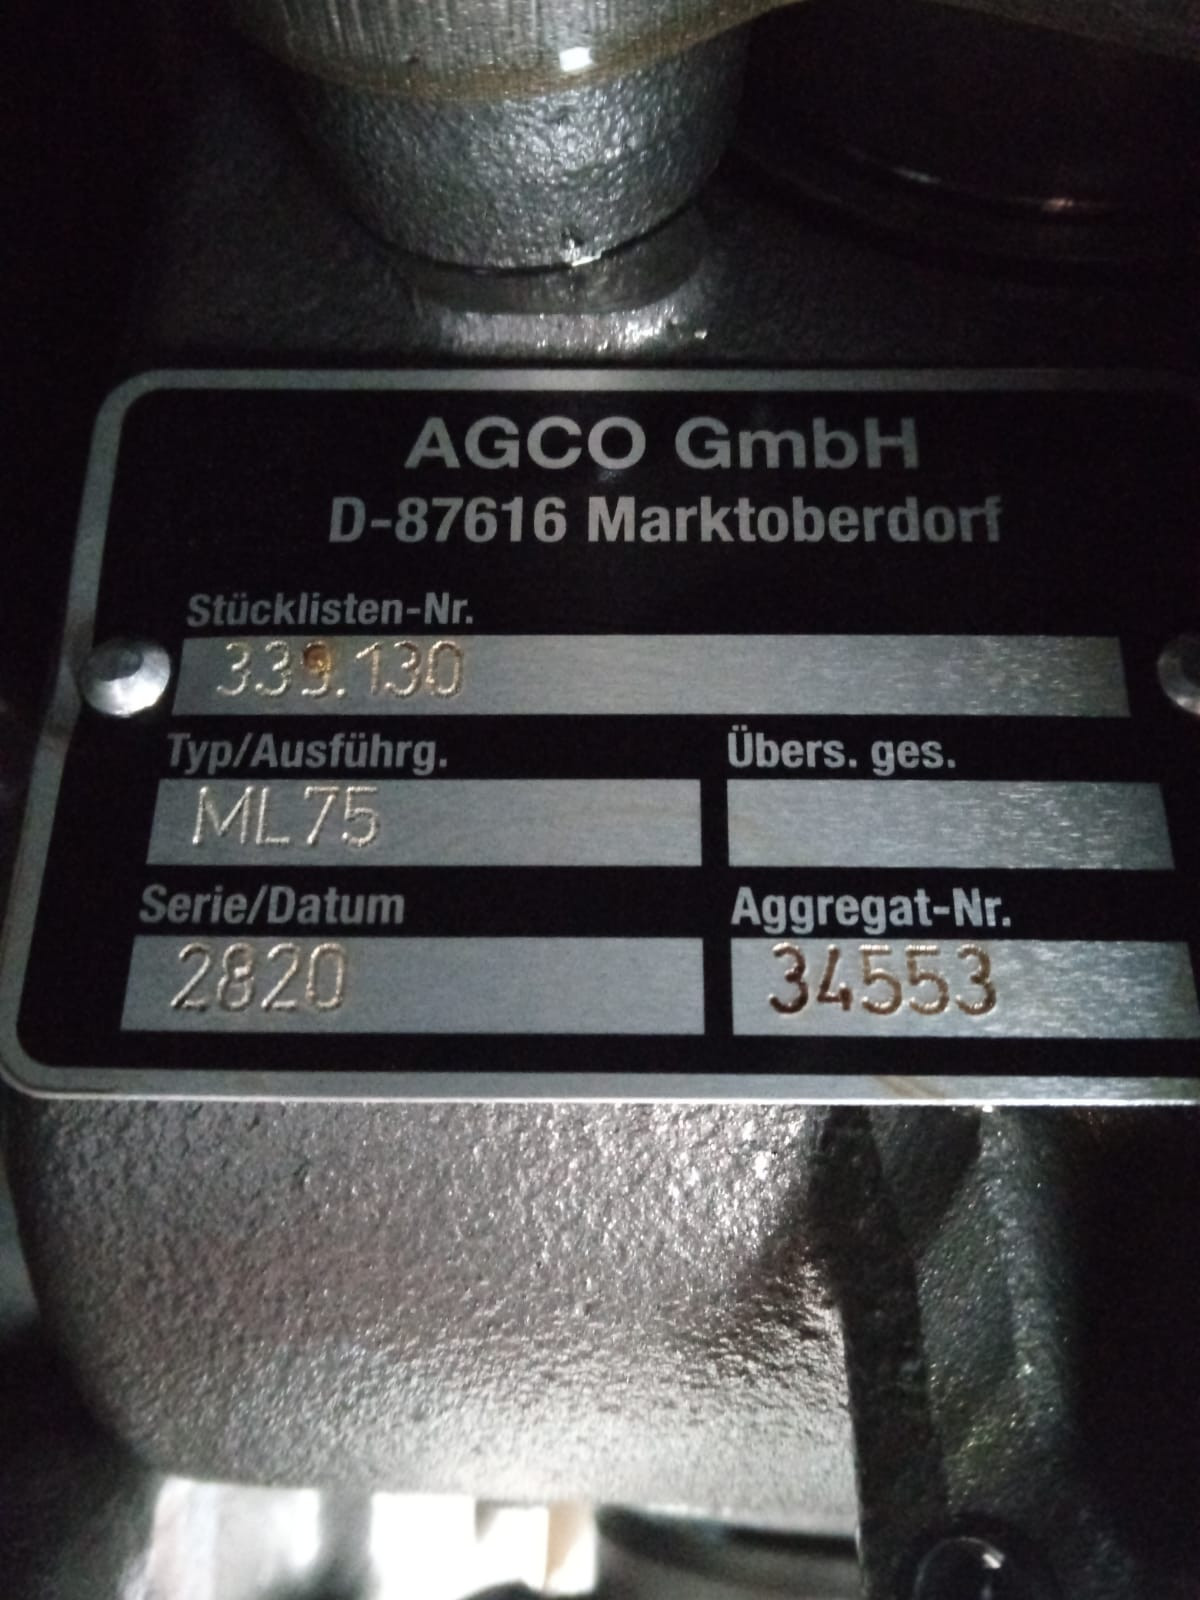 AGCO GmbH
D-87616 Marktoberdorf
Stücklisten-Nr.
339.130
Typ/Ausführg. Übers. ges.
ML75
Serie/Datum Aggregat-Nr.
2820 34553